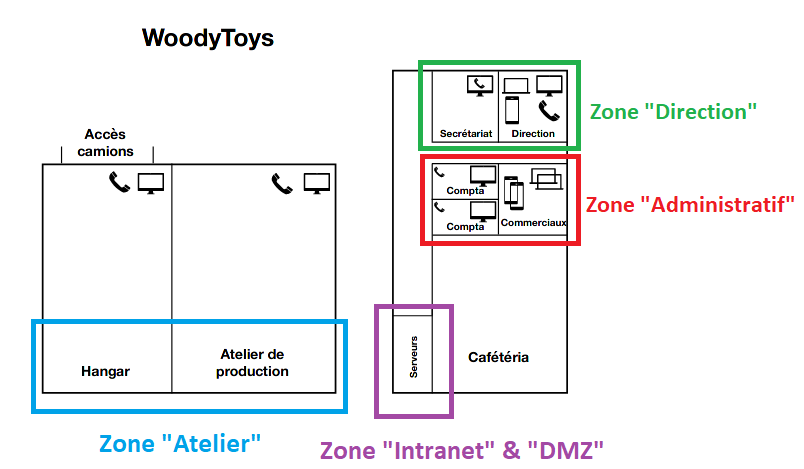 WoodyToys
Accès
camions
Secrétariat
Direction
Zone "Direction"
Compta
Compta
Commerciaux
Zone "Administratif"
Hangar
Atelier de
production
Serveurs
Cafétéria
Zone "Atelier"
Zone "Intranet" & "DMZ"